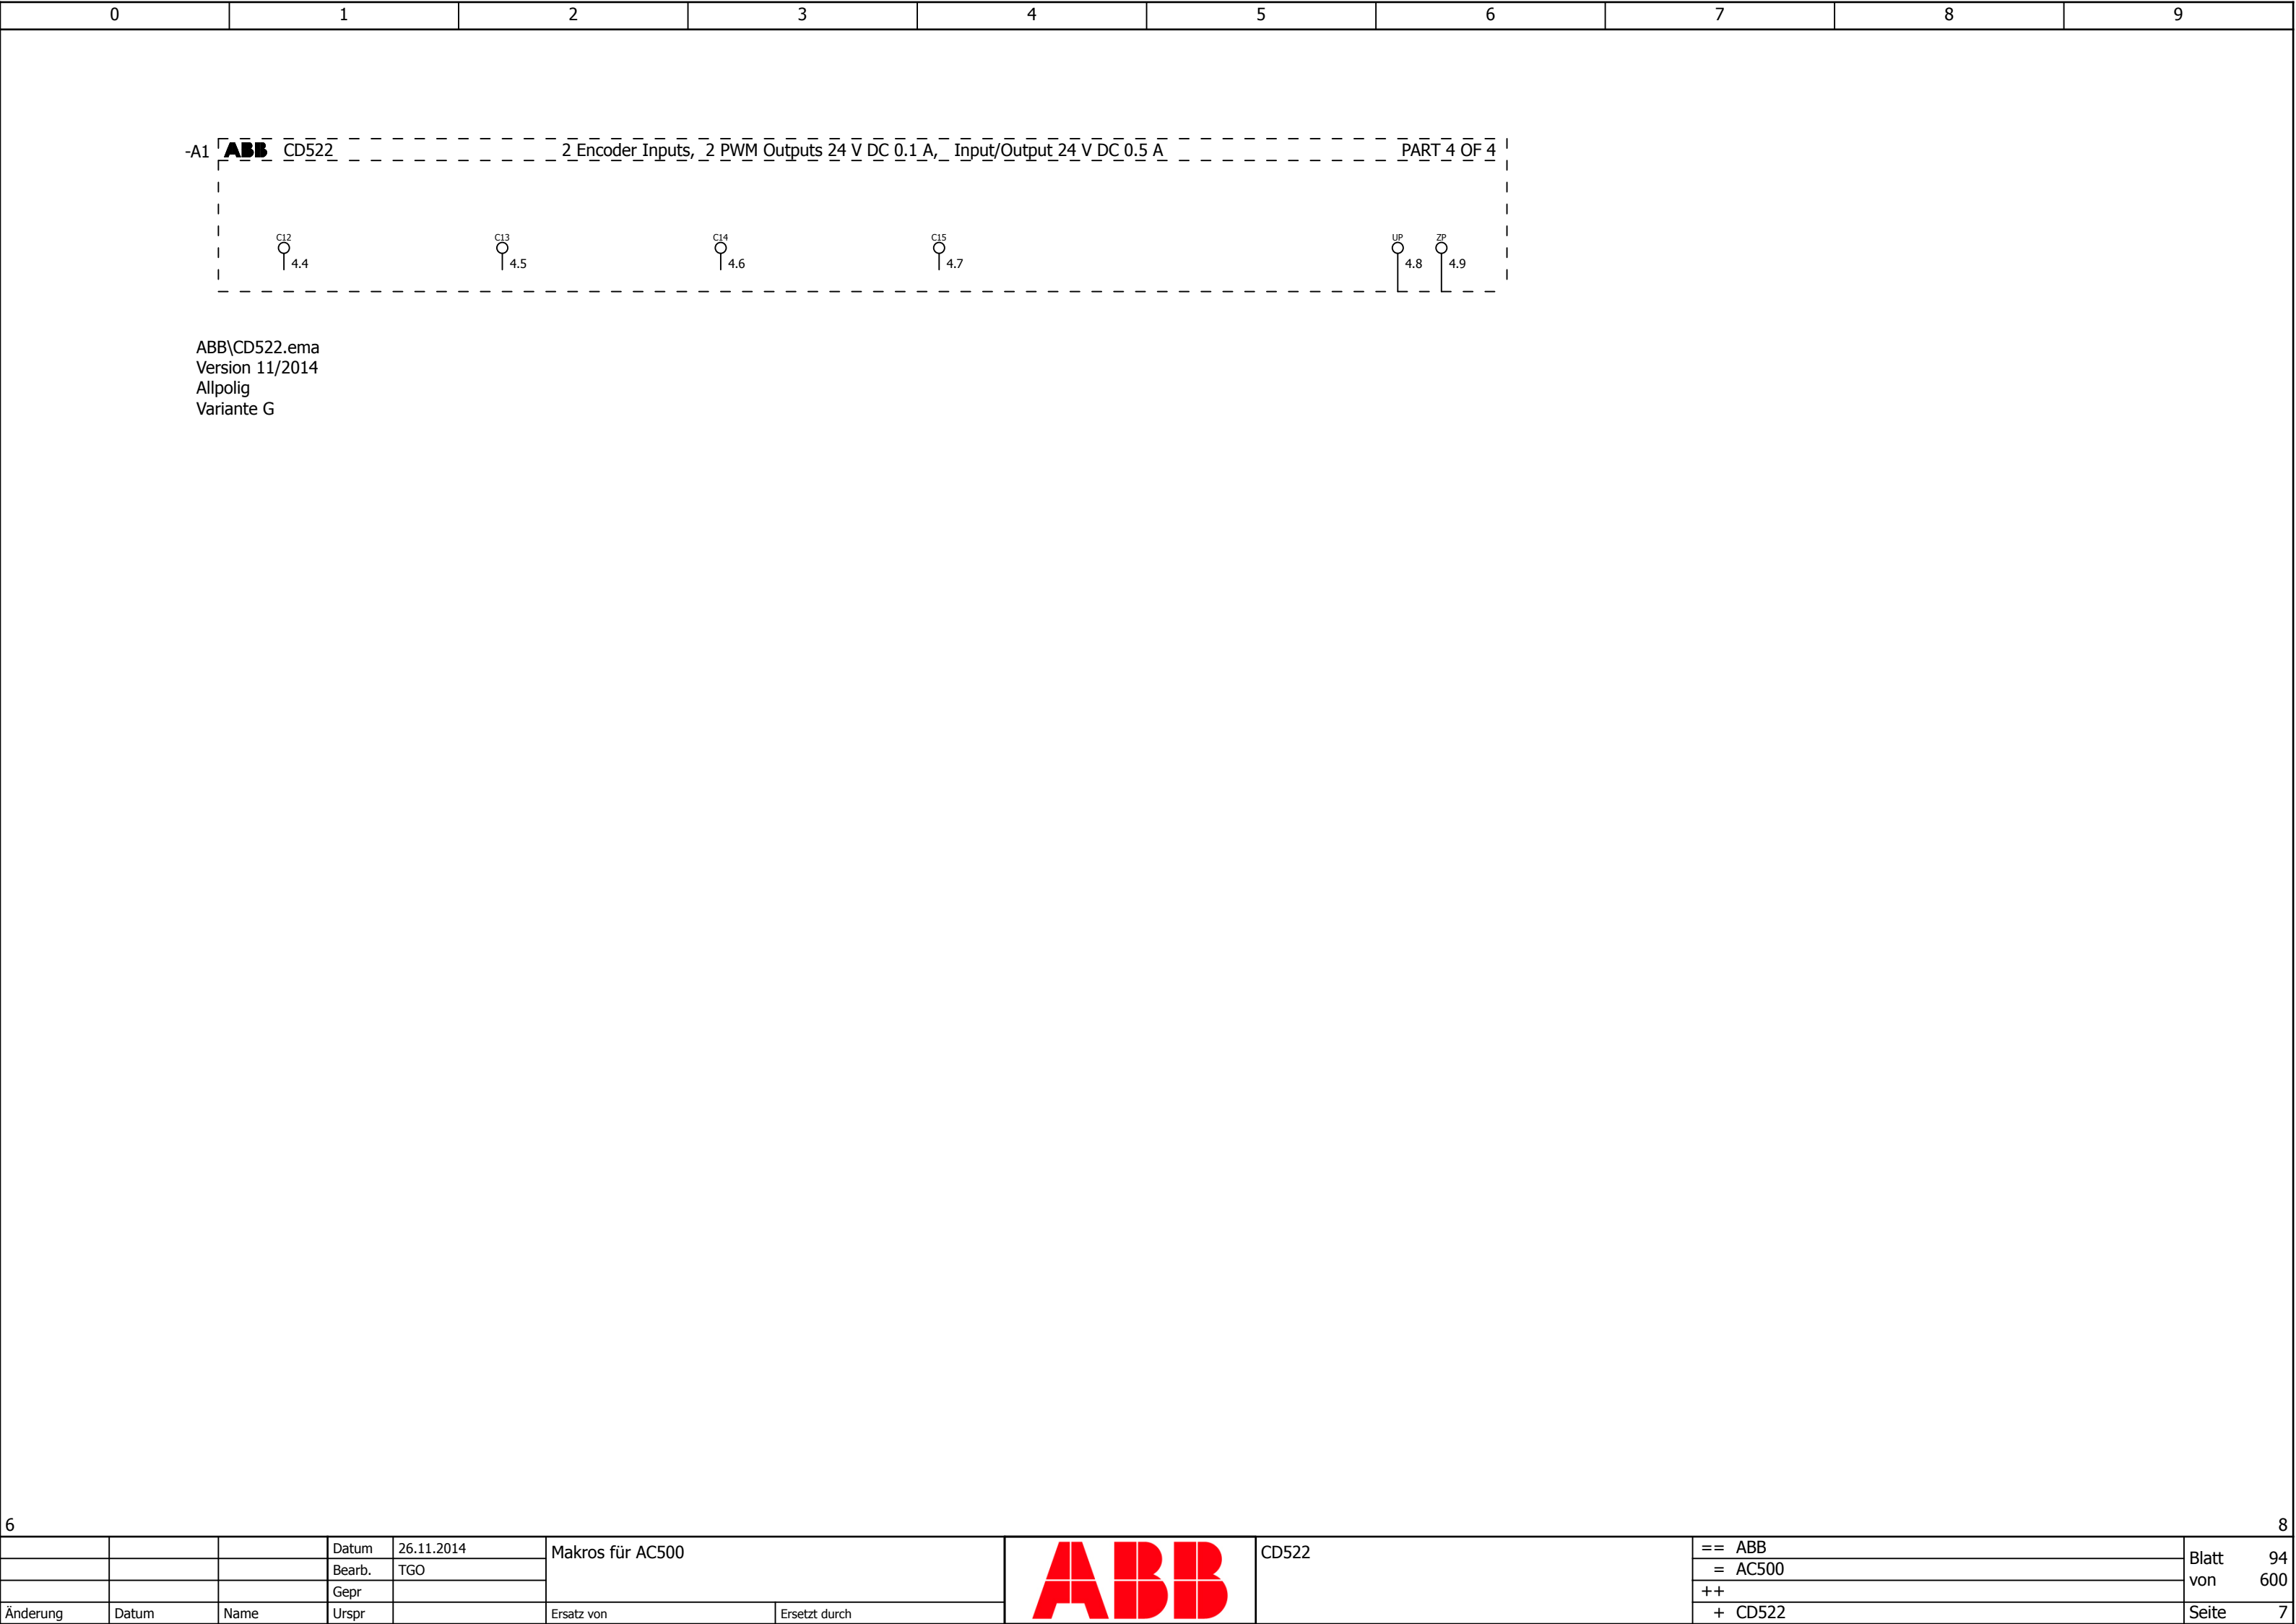 0 1 2 3 4 5 6 7 8 9
-A1 ABB CD522 2 Encoder Inputs, 2 PWM Outputs 24 V DC 0.1 A, Input/Output 24 V DC 0.5 A PART 4 OF 4
C12 C13 C14 C15 UP ZP
4.4 4.5 4.6 4.7 4.8 4.9
ABB\CD522.ema
Version 11/2014
Allpolig
Variante G
6 8
Datum 26.11.2014 Makros für AC500 ABB CD522 == ABB Blatt 94
Bearb. TGO = AC500 von 600
Gepr ++
Änderung Datum Name Urspr Ersatz von Ersetzt durch + CD522 Seite 7